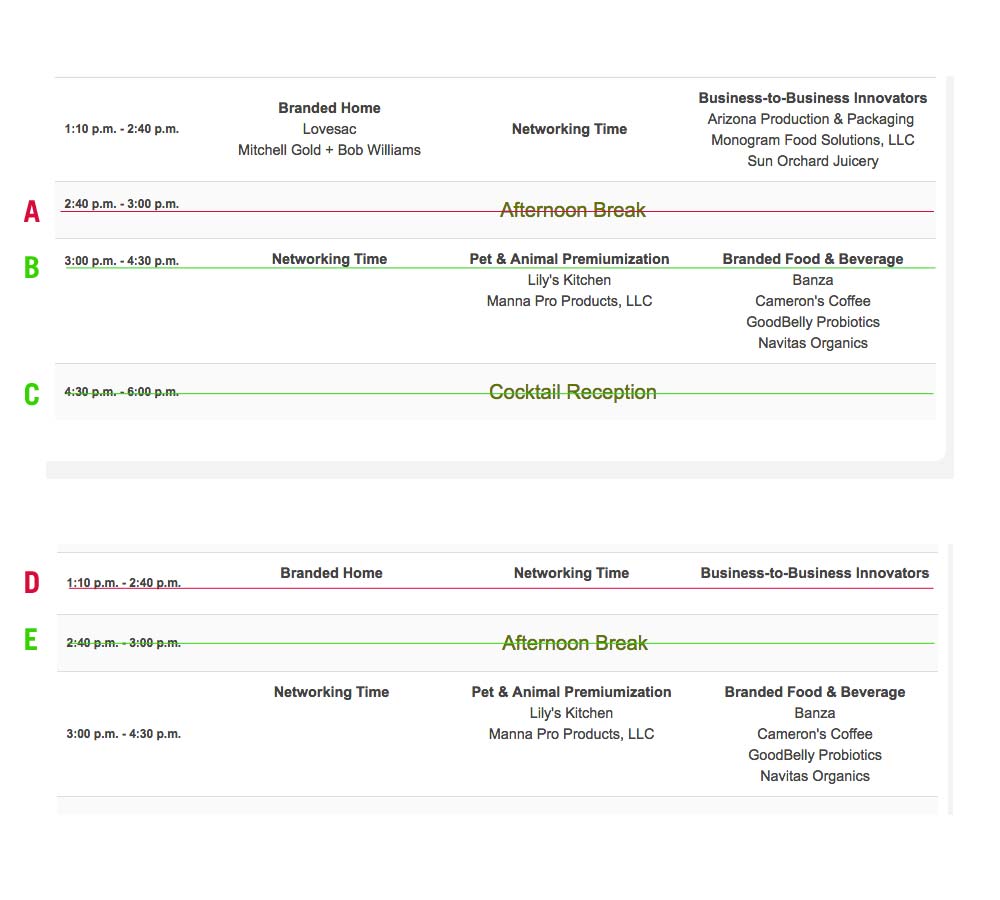 1:10 p.m. - 2:40 p.m.
Branded Home
Lovesac
Mitchell Gold + Bob Williams
Networking Time
Business-to-Business Innovators
Arizona Production & Packaging
Monogram Food Solutions, LLC
Sun Orchard Juicery
A
2:40 p.m. - 3:00 p.m.
Afternoon Break
B
3:00 p.m. - 4:30 p.m.
Networking Time
Pet & Animal Premiumization
Lily's Kitchen
Manna Pro Products, LLC
Branded Food & Beverage
Banza
Cameron's Coffee
GoodBelly Probiotics
Navitas Organics
C
4:30 p.m. - 6:00 p.m.
Cocktail Reception
D
1:10 p.m. - 2:40 p.m.
Branded Home
Networking Time
Business-to-Business Innovators
E
2:40 p.m. - 3:00 p.m.
Afternoon Break
3:00 p.m. - 4:30 p.m.
Networking Time
Pet & Animal Premiumization
Lily's Kitchen
Manna Pro Products, LLC
Branded Food & Beverage
Banza
Cameron's Coffee
GoodBelly Probiotics
Navitas Organics